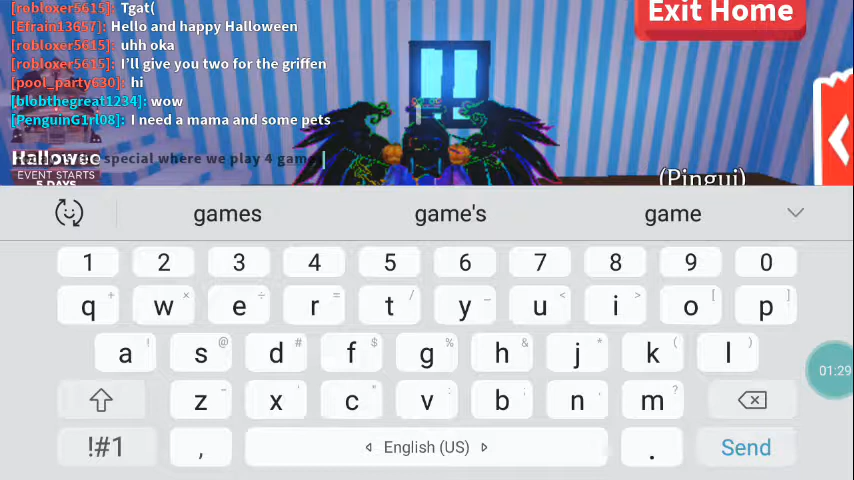 [robloxer5615]: Tgat(
Exit Home
[Efrain13657]: Hello and happy Halloween
[robloxer5615]: uhh oka
[robloxer5615]: I'll give you two for the griffen
[pool_party630]: hi
[blobthegreat1234]: wow
[PenguinG1rl08]: I need a mama and some pets
special where we play 4 games
Hallowee
EVENT STARTS
5 DAYS
(Pingui)
games game's game
1 2 3 4 5 6 7 8 9 0
q + w × e ÷ r = t / y _ u < i > o [ p ]
a ! s @ d # f $ g % h & j * k ( l )
z - x ' c " v : b ; n , m ?
!#1 , English (US) . Send
01:29